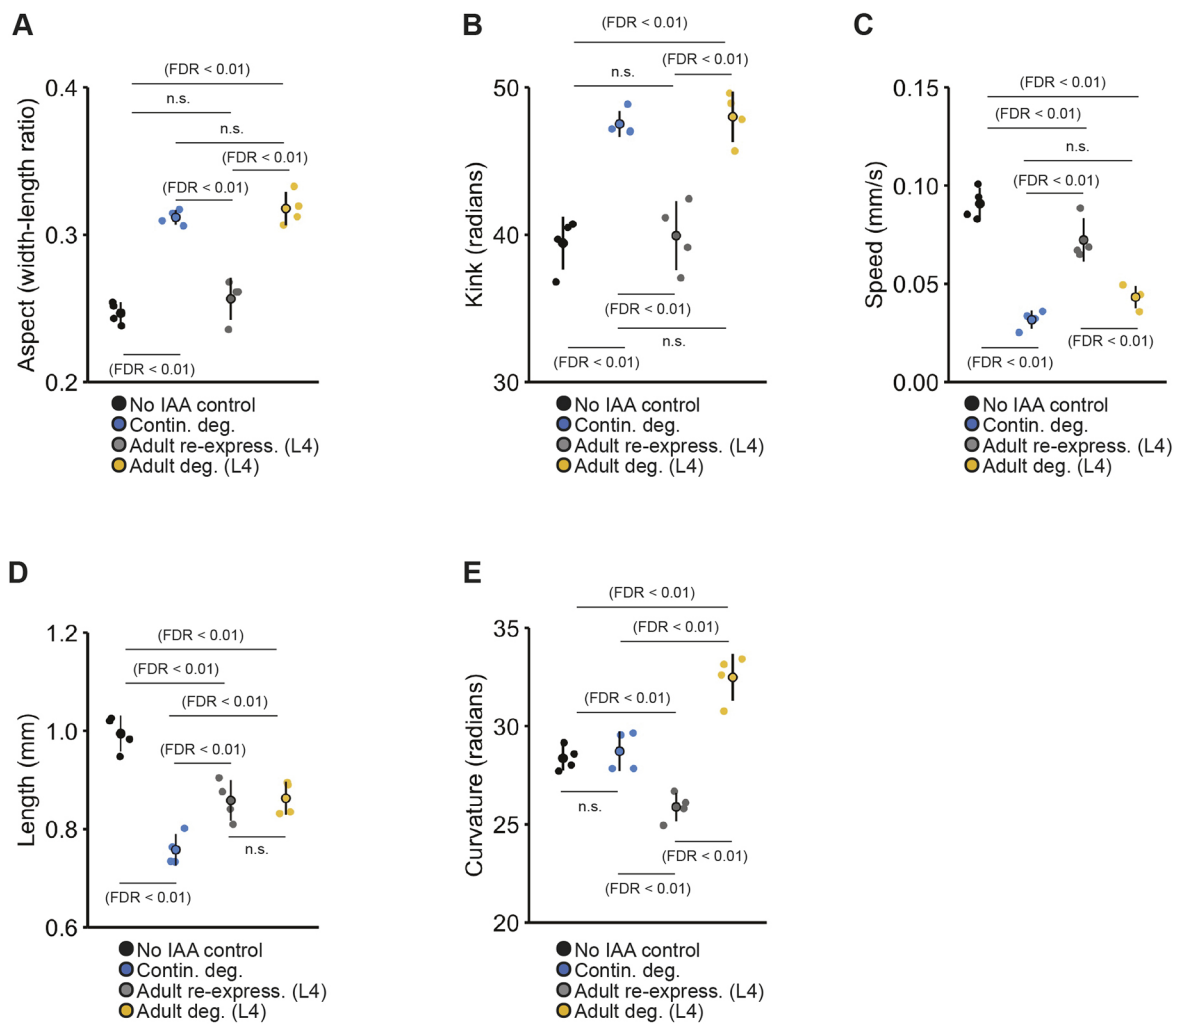 A
(FDR < 0.01)
n.s.
n.s.
(FDR < 0.01)
(FDR < 0.01)
(FDR < 0.01)
0.4
0.3
0.2
Aspect (width-length ratio)
No IAA control
Contin. deg.
Adult re-express. (L4)
Adult deg. (L4)
B
(FDR < 0.01)
(FDR < 0.01)
n.s.
(FDR < 0.01)
n.s.
(FDR < 0.01)
50
40
30
Kink (radians)
No IAA control
Contin. deg.
Adult re-express. (L4)
Adult deg. (L4)
C
(FDR < 0.01)
(FDR < 0.01)
n.s.
(FDR < 0.01)
(FDR < 0.01)
(FDR < 0.01)
0.15
0.10
0.05
0.00
Speed (mm/s)
No IAA control
Contin. deg.
Adult re-express. (L4)
Adult deg. (L4)
D
(FDR < 0.01)
(FDR < 0.01)
(FDR < 0.01)
(FDR < 0.01)
n.s.
(FDR < 0.01)
1.2
1.0
0.8
0.6
Length (mm)
No IAA control
Contin. deg.
Adult re-express. (L4)
Adult deg. (L4)
E
(FDR < 0.01)
(FDR < 0.01)
(FDR < 0.01)
n.s.
(FDR < 0.01)
(FDR < 0.01)
35
30
25
20
Curvature (radians)
No IAA control
Contin. deg.
Adult re-express. (L4)
Adult deg. (L4)